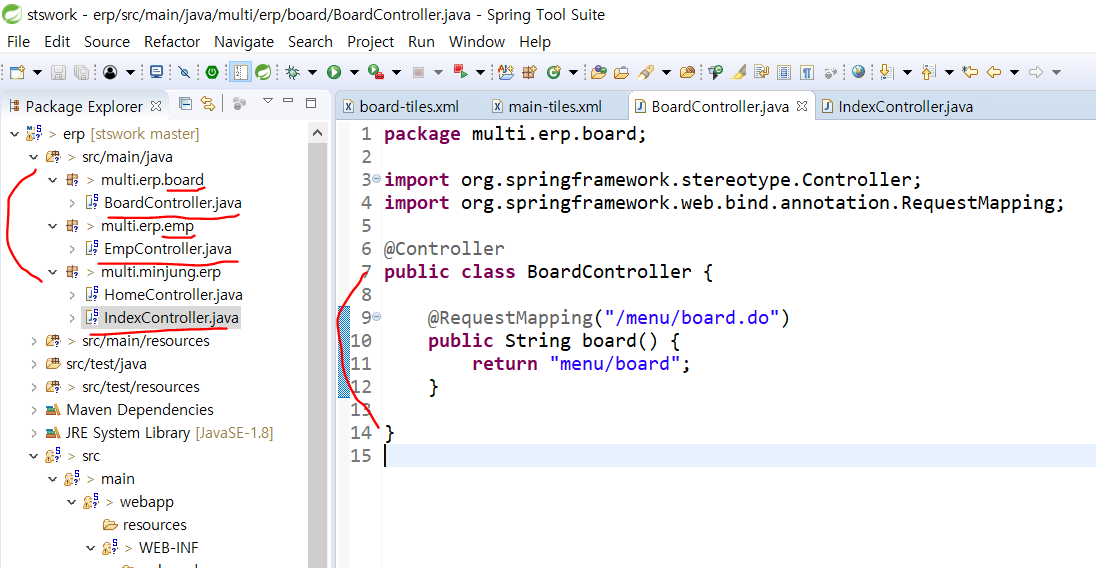 stswork - erp/src/main/java/multi/erp/board/BoardController.java - Spring Tool Suite
File Edit Source Refactor Navigate Search Project Run Window Help
Package Explorer
erp [stswork master]
src/main/java
multi.erp.board
BoardController.java
multi.erp.emp
EmpController.java
multi.minjung.erp
HomeController.java
IndexController.java
src/main/resources
src/test/java
src/test/resources
Maven Dependencies
JRE System Library [JavaSE-1.8]
src
main
webapp
resources
WEB-INF
board-tiles.xml main-tiles.xml BoardController.java IndexController.java
1 package multi.erp.board;
2
3 import org.springframework.stereotype.Controller;
4 import org.springframework.web.bind.annotation.RequestMapping;
5
6 @Controller
7 public class BoardController {
8
9 @RequestMapping("/menu/board.do")
10 public String board() {
11 return "menu/board";
12 }
13
14 }
15